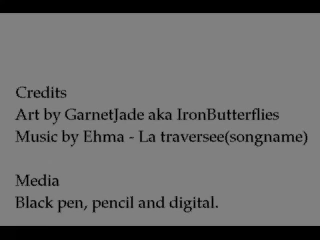 Credits
Art by GarnetJade aka IronButterflies
Music by Ehma - La traversee(songname)
Media
Black pen, pencil and digital.